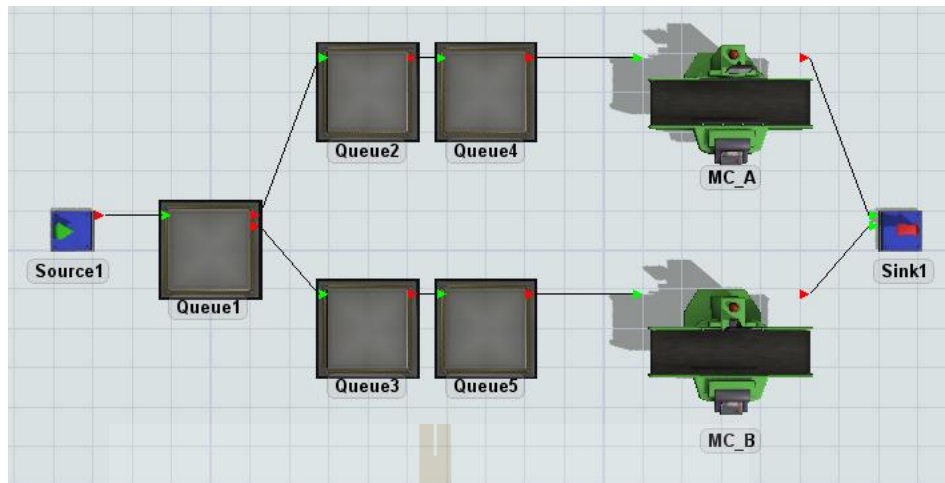 Queue2
Queue4
MC_A
Source1
Queue1
Sink1
Queue3
Queue5
MC_B